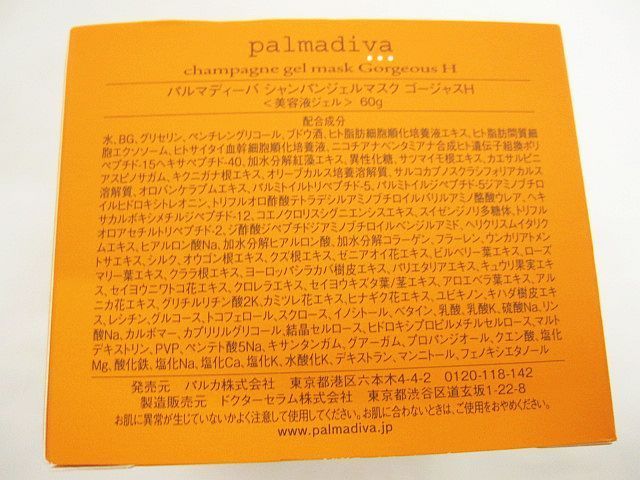 palmadiva
champagne gel mask Gorgeous H
パルマディーバ シャンパンジェルマスク ゴージャスH
＜美容液ジェル＞ 60g
配合成分
水、BG、グリセリン、ペンチレングリコール、ブドウ酒、ヒト脂肪細胞順化培養液エキス、ヒト脂肪間質細
胞エクソソーム、ヒトサイタイ血幹細胞順化培養液、ニコチアナベンタミアナ合成ヒト遺伝子組換ポリ
ペプチド-15ヘキサペプチド-40、加水分解紅藻エキス、異性化糖、サツマイモ根エキス、カエサルピニ
アスピノサガム、キクニガナ根エキス、オリーブカルス培養溶解質、サルコカプノスクラシフォリアカルス
溶解質、オロバンケラプムエキス、パルミトイルトリペプチド-5、パルミトイルジペプチド-5ジアミノブチロ
イルヒドロキシトレオニン、トリフルオロ酢酸テトラデシルアミノブチロイルバリルアミノ酪酸ウレア、ヘキ
サカルボキシメチルジペプチド-12、コエノクロリスシグニエンシスエキス、スイゼンジノリ多糖体、トリフル
オロアセチルトリペプチド-2、ジ酢酸ジペプチドジアミノブチロイルベンジルアミド、ヘリクリスムイタリク
ムエキス、ヒアルロン酸Na、加水分解ヒアルロン酸、加水分解コラーゲン、フラーレン、ウンカリアトメン
トサエキス、シルク、オウゴン根エキス、クズ根エキス、ゼニアオイ花エキス、ビルベリー葉エキス、ローズ
マリー葉エキス、クララ根エキス、ヨーロッパシラカバ樹皮エキス、パリエタリアエキス、キュウリ果実エキ
ス、セイヨウニワトコ花エキス、クロレラエキス、セイヨウキズタ葉/茎エキス、アロエベラ葉エキス、アル
ニカ花エキス、グリチルリチン酸2K、カミツレ花エキス、ヒナギク花エキス、ユビキノン、キハダ樹皮エキ
ス、レシチン、グルコース、トコフェロール、スクロース、イノシトール、ベタイン、乳酸、乳酸K、硫酸Na、リン
酸Na、カルボマー、カプリリルグリコール、結晶セルロース、ヒドロキシプロピルメチルセルロース、マルト
デキストリン、PVP、ペンテト酸5Na、キサンタンガム、グアーガム、プロパンジオール、クエン酸、塩化
Mg、酸化鉄、塩化Na、塩化Ca、塩化K、水酸化K、デキストラン、マンニトール、フェノキシエタノール
発売元 パルカ株式会社 東京都港区六本木4-4-2 0120-118-142
製造販売元 ドクターセラム株式会社 東京都渋谷区道玄坂1-22-8
お肌に異常が生じていないかよく注意して使用してください。お肌に合わないときは、ご使用をおやめください。
www.palmadiva.jp